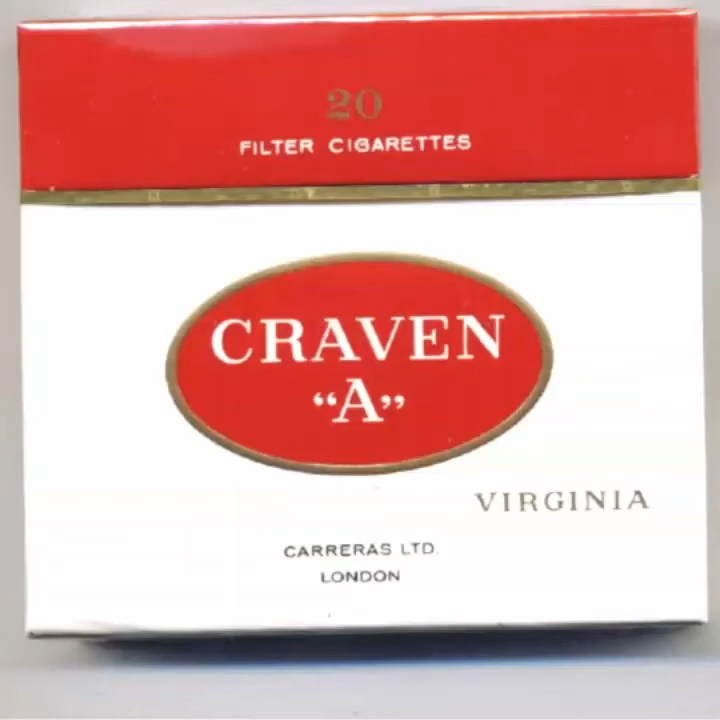 20
FILTER CIGARETTES
CRAVEN
“A”
VIRGINIA
CARRERAS LTD.
LONDON